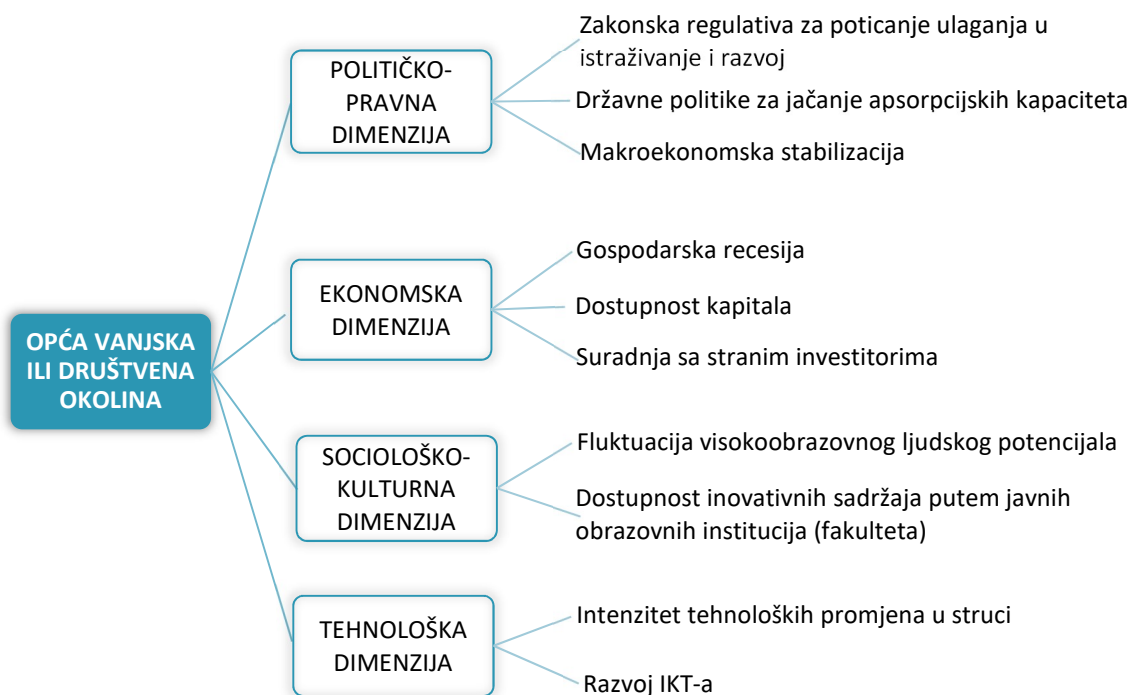 OPĆA VANJSKA
ILI DRUŠTVENA
OKOLINA
POLITIČKO-
PRAVNA
DIMENZIJA
Zakonska regulativa za poticanje ulaganja u
istraživanje i razvoj
Državne politike za jačanje apsorpcijskih kapaciteta
Makroekonomska stabilizacija
EKONOMSKA
DIMENZIJA
Gospodarska recesija
Dostupnost kapitala
Suradnja sa stranim investitorima
SOCIOLOŠKO-
KULTURNA
DIMENZIJA
Fluktuacija visokoobrazovnog ljudskog potencijala
Dostupnost inovativnih sadržaja putem javnih
obrazovnih institucija (fakulteta)
TEHNOLOŠKA
DIMENZIJA
Intenzitet tehnoloških promjena u struci
Razvoj IKT-a